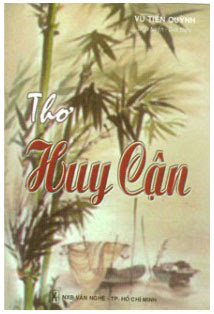 VŨ TIẾN QUỲNH
Thơ
Huy Cận
NXB VĂN NGHỆ - TP. HỒ CHÍ MINH